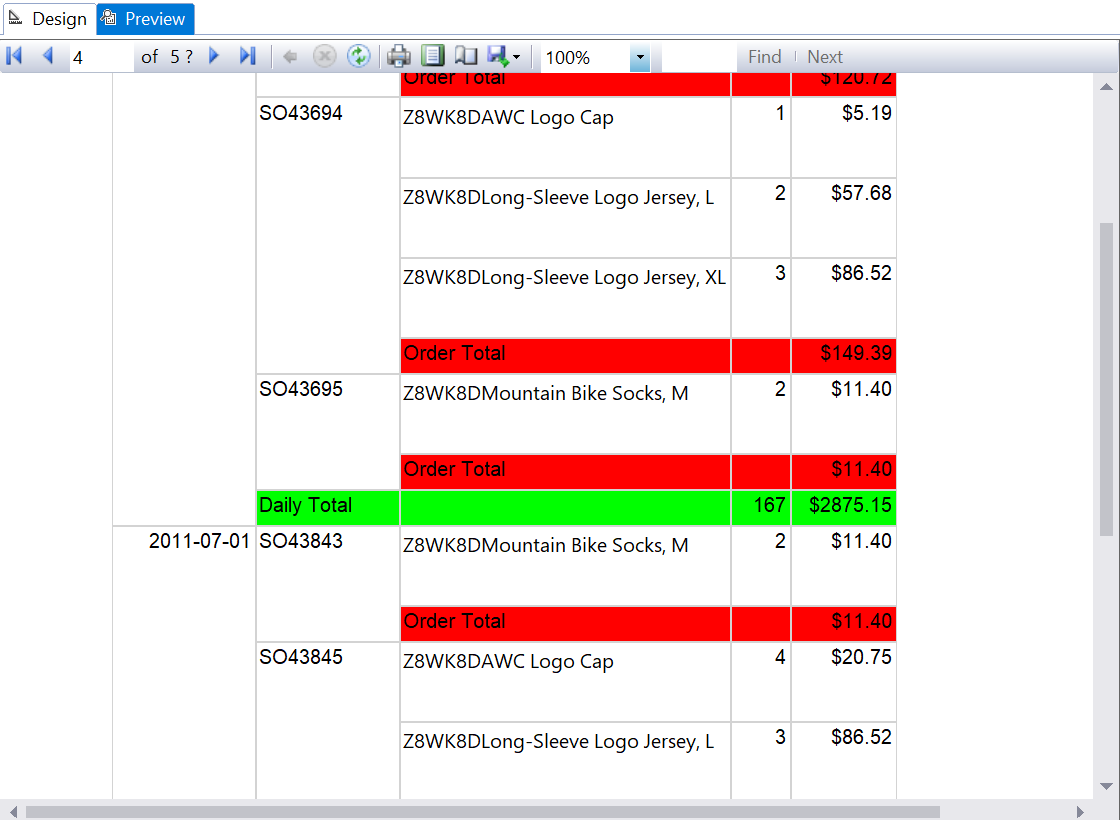 Design Preview
4 of 5 ? 100% Find Next
Order Total $120.72
SO43694 Z8WK8DAWC Logo Cap 1 $5.19
Z8WK8DLong-Sleeve Logo Jersey, L 2 $57.68
Z8WK8DLong-Sleeve Logo Jersey, XL 3 $86.52
Order Total $149.39
SO43695 Z8WK8DMountain Bike Socks, M 2 $11.40
Order Total $11.40
Daily Total 167 $2875.15
2011-07-01 SO43843 Z8WK8DMountain Bike Socks, M 2 $11.40
Order Total $11.40
SO43845 Z8WK8DAWC Logo Cap 4 $20.75
Z8WK8DLong-Sleeve Logo Jersey, L 3 $86.52